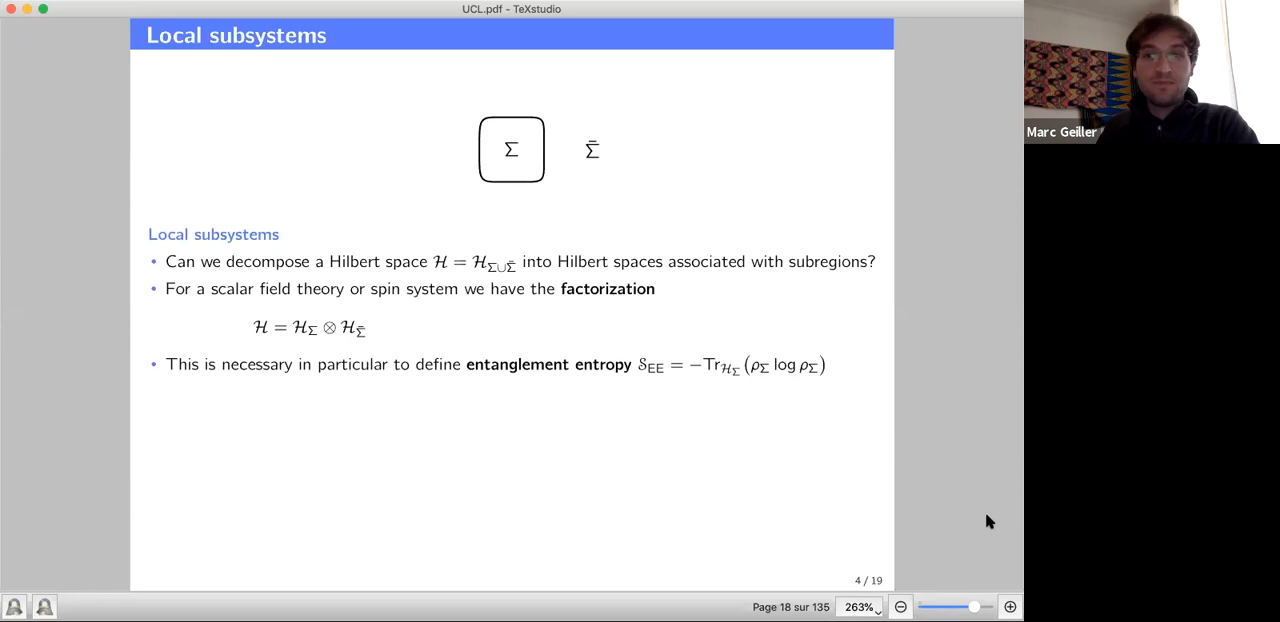 UCL.pdf - TeXstudio
Local subsystems
Σ Σ̄
Marc Geiller
Local subsystems
• Can we decompose a Hilbert space ℋ = ℋ_{Σ∪Σ̄} into Hilbert spaces associated with subregions?
• For a scalar field theory or spin system we have the factorization
ℋ = ℋ_Σ ⊗ ℋ_Σ̄
• This is necessary in particular to define entanglement entropy 𝒮_EE = −Tr_{ℋ_Σ}(ρ_Σ log ρ_Σ)
4 / 19
Page 18 sur 135 263%